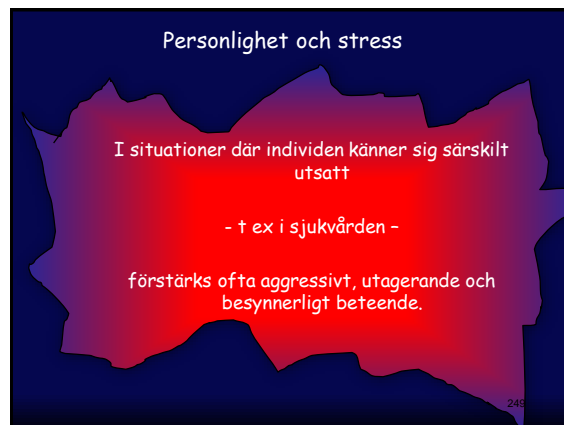 Personlighet och stress
I situationer där individen känner sig särskilt
utsatt
- t ex i sjukvården –
förstärks ofta aggressivt, utagerande och
besynnerligt beteende.
249